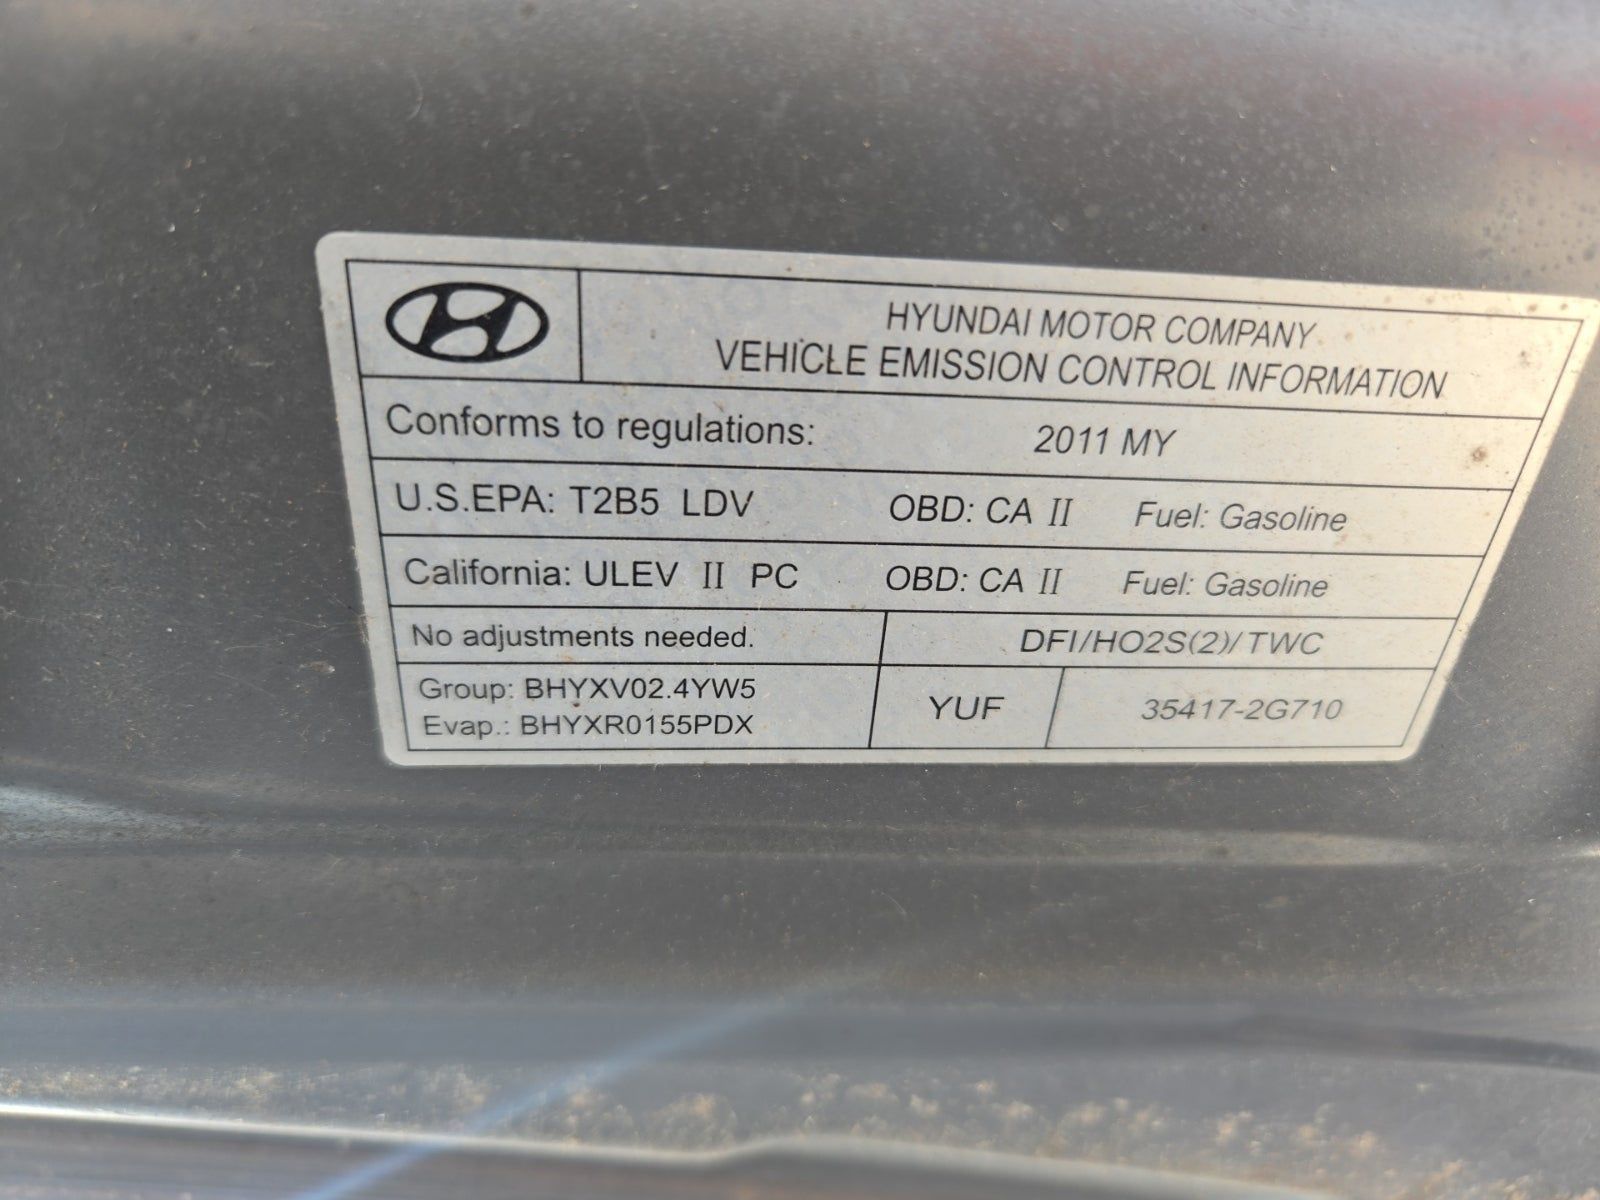 HYUNDAI MOTOR COMPANY
VEHICLE EMISSION CONTROL INFORMATION
Conforms to regulations: 2011 MY
U.S.EPA: T2B5 LDV OBD: CA II Fuel: Gasoline
California: ULEV II PC OBD: CA II Fuel: Gasoline
No adjustments needed. DFI/HO2S(2)/TWC
Group: BHYXV02.4YW5
Evap.: BHYXR0155PDX
YUF 35417-2G710